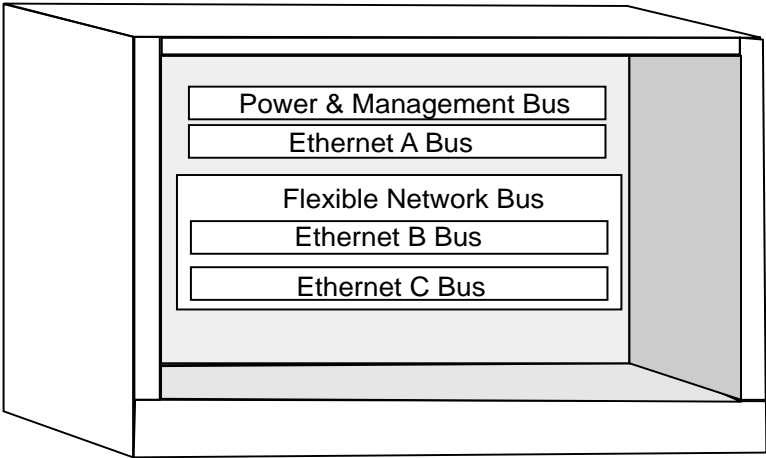 Power & Management Bus
Ethernet A Bus
Flexible Network Bus
Ethernet B Bus
Ethernet C Bus